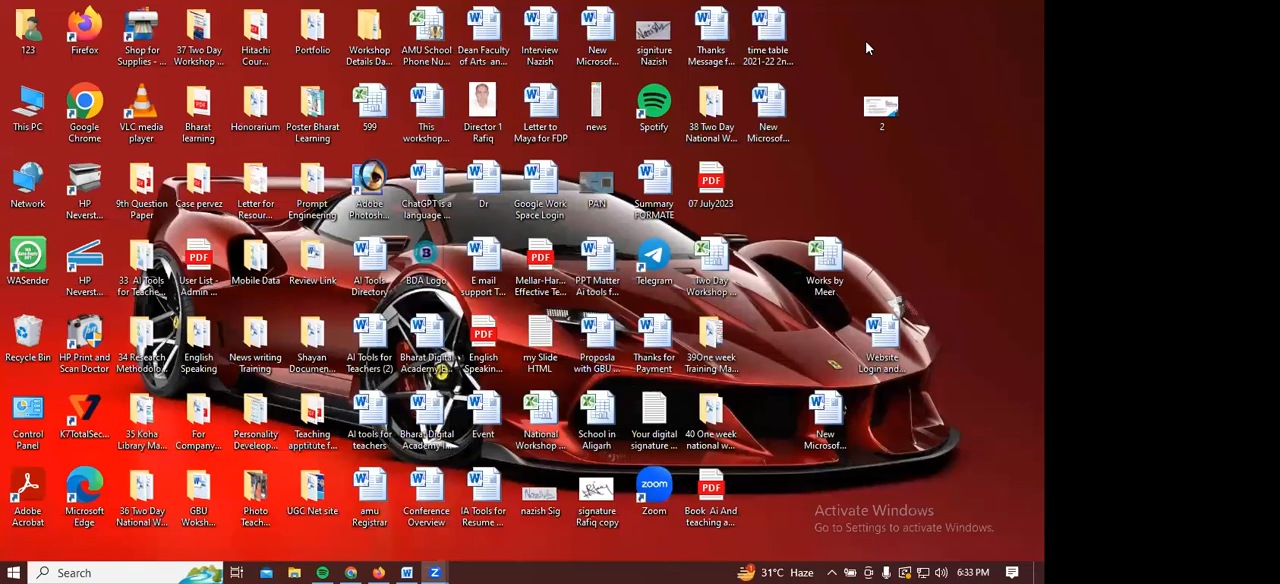 123
Firefox
Shop for
Supplies - ...
37 Two Day
Workshop ...
Hitachi
Cour...
Portfolio
Workshop
Details Da...
AMU School
Phone Nu...
Dean Faculty
of Arts an...
Interview
Nazish
New
Microsof...
signiture
Nazish
Thanks
Message f...
time table
2021-22 2n...
This PC
Google
Chrome
VLC media
player
Bharat
learning
Honorarium
Poster Bharat
Learning
599
This
workshop...
Director 1
Rafiq
Letter to
Maya for FDP
news
Spotify
38 Two Day
National W...
New
Microsof...
2
Network
HP
Neverst...
9th Question
Paper
Case pervez
Letter for
Resour...
Prompt
Engineering
Adobe
Photosh...
ChatGPT is a
language ...
Dr
Google Work
Space Login
PAN
Summary
FORMATE
PDF
07 July2023
WASender
HP
Neverst...
33 AI Tools
for Teache...
PDF
User List -
Admin ...
Mobile Data
Review Link
AI Tools
Directory
BDA Logo
E mail
support T...
PDF
Mellar-Har...
Effective Te...
PPT Matter
Ai tools f...
Telegram
Two Day
Workshop ...
Works by
Meer
Recycle Bin
HP Print and
Scan Doctor
34 Research
Methodolo...
English
Speaking
News writing
Training
Shayan
Documen...
AI Tools for
Teachers (2)
Bharat Digital
Academy B...
PDF
English
Speakin...
my Slide
HTML
Proposla
with GBU ...
Thanks for
Payment
39One week
Training Ma...
Website
Login and...
Control
Panel
K7TotalSec...
35 Koha
Library Ma...
For
Company...
Personality
Develeop...
Teaching
apptitute f...
AI tools for
teachers
Bharat Digital
Academy l...
Event
National
Workshop ...
School in
Aligarh
Your digital
signature ...
40 One week
national w...
New
Microsof...
Adobe
Acrobat
Microsoft
Edge
36 Two Day
National W...
GBU
Woksh...
Photo
Teach...
UGC Net site
amu
Registrar
Conference
Overview
IA Tools for
Resume ...
nazish Sig
signature
Rafiq copy
zoom
Zoom
PDF
Book Ai And
teaching a...
Activate Windows
Go to Settings to activate Windows.
Search
31°C Haze
6:33 PM